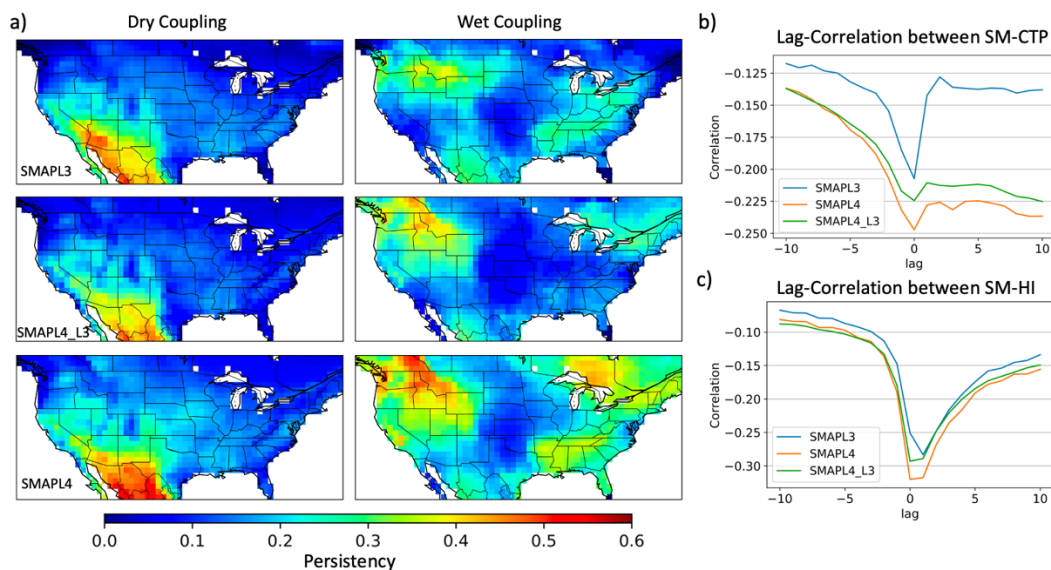 a)
Dry Coupling
Wet Coupling
SMAPL3
SMAPL4_L3
SMAPL4
0.0
0.1
0.2
0.3
0.4
0.5
0.6
Persistency
b)
Lag-Correlation between SM-CTP
−0.125
−0.150
−0.175
−0.200
−0.225
−0.250
Correlation
SMAPL3
SMAPL4
SMAPL4_L3
−10
−5
0
5
10
lag
c)
Lag-Correlation between SM-HI
−0.10
−0.15
−0.20
−0.25
−0.30
Correlation
SMAPL3
SMAPL4
SMAPL4_L3
−10
−5
0
5
10
lag